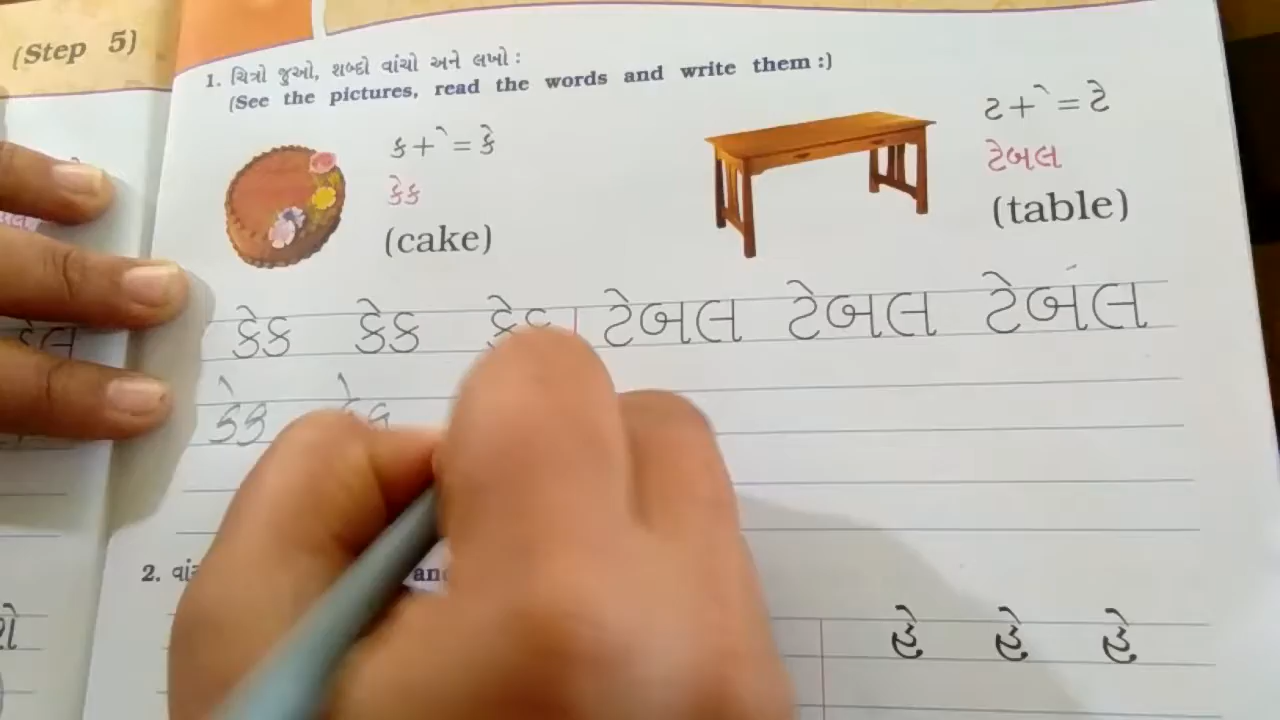 (Step 5)
1. ચિત્રો જુઓ, શબ્દો વાંચો અને લખો :
(See the pictures, read the words and write them :)
ક + ે = કે
કેક
(cake)
ટ + ે = ટે
ટેબલ
(table)
કેક કેક કેક ટેબલ ટેબલ ટેબલ
કેક કેક
2. and
હે હે હે